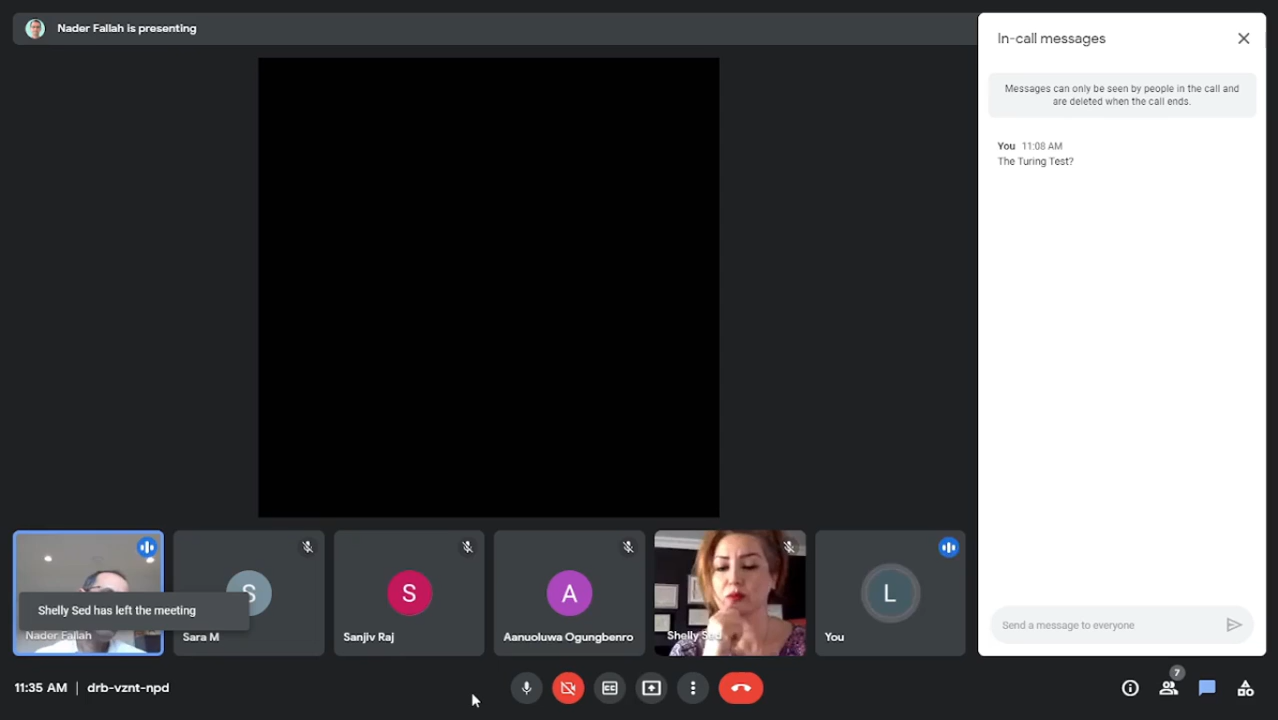 Nader Fallah is presenting
In-call messages
Messages can only be seen by people in the call and
are deleted when the call ends.
You 11:08 AM
The Turing Test?
Shelly Sed has left the meeting
Nader Fallah
S
Sara M
S
Sanjiv Raj
A
Aanuoluwa Ogungbenro
Shelly Sed
L
You
Send a message to everyone
11:35 AM | drb-vznt-npd
CC
7